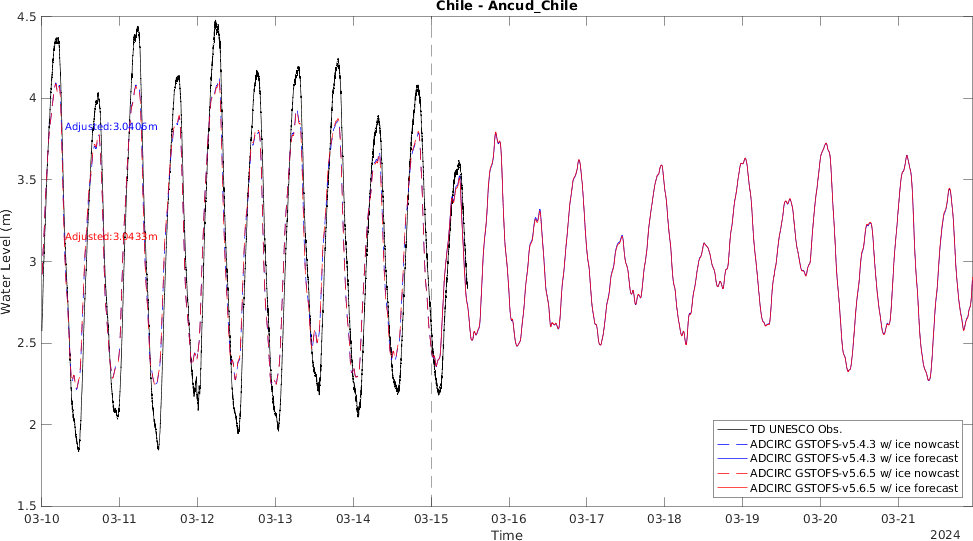 Chile - Ancud_Chile
4.5
4
3.5
3
2.5
2
1.5
Water Level (m)
Adjusted:3.0406m
Adjusted:3.0433m
TD UNESCO Obs.
ADCIRC GSTOFS-v5.4.3 w/ ice nowcast
ADCIRC GSTOFS-v5.4.3 w/ ice forecast
ADCIRC GSTOFS-v5.6.5 w/ ice nowcast
ADCIRC GSTOFS-v5.6.5 w/ ice forecast
03-10 03-11 03-12 03-13 03-14 03-15 03-16 03-17 03-18 03-19 03-20 03-21
Time
2024